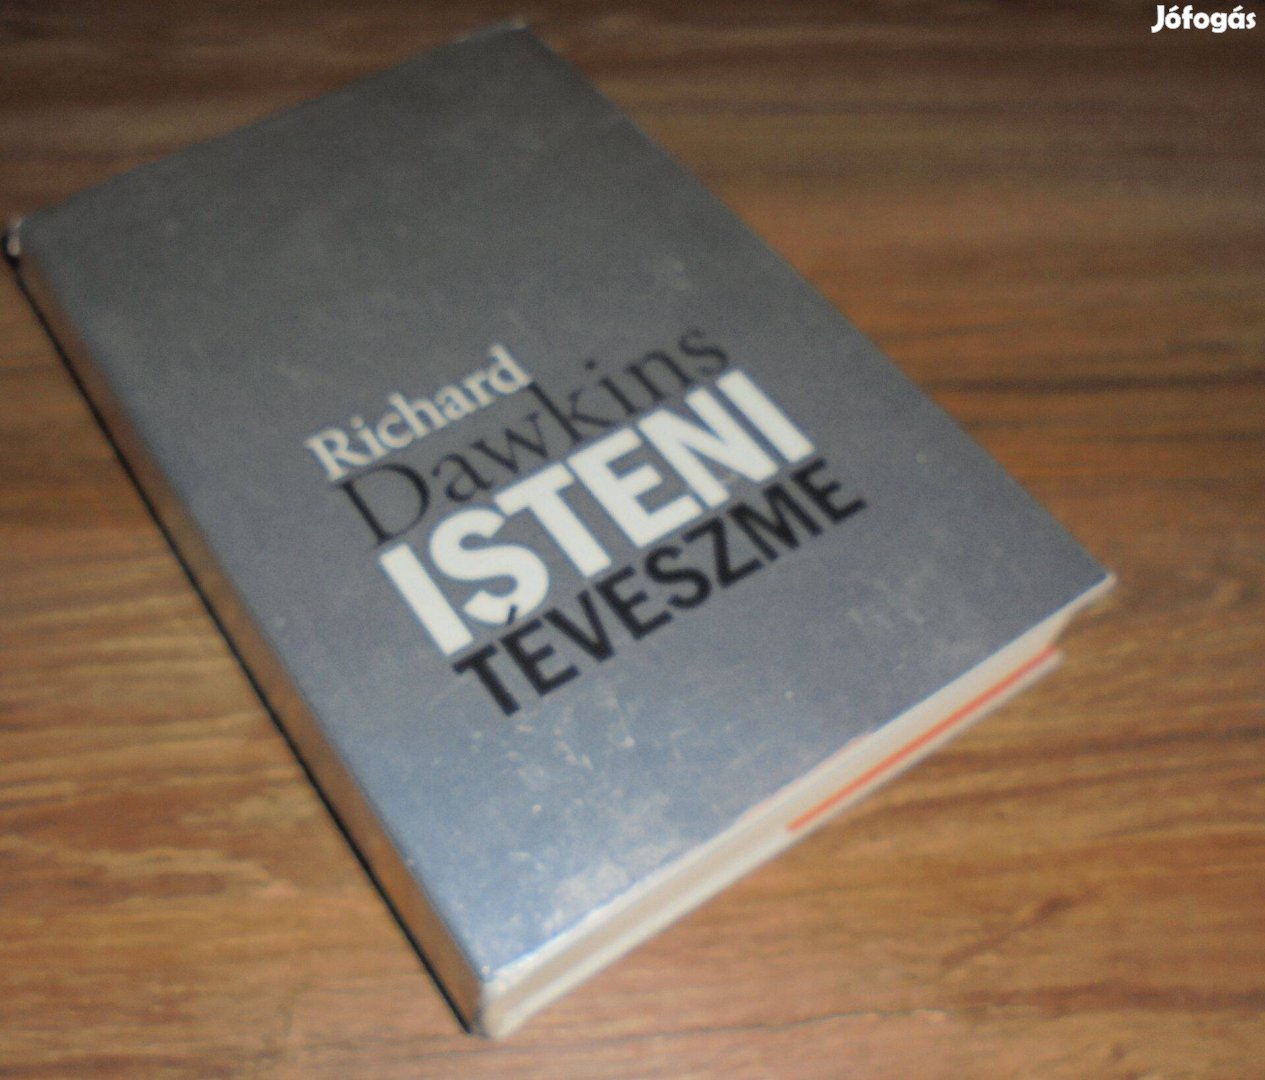 Jófogás
Richard
Dawkins
ISTENI
TÉVESZME